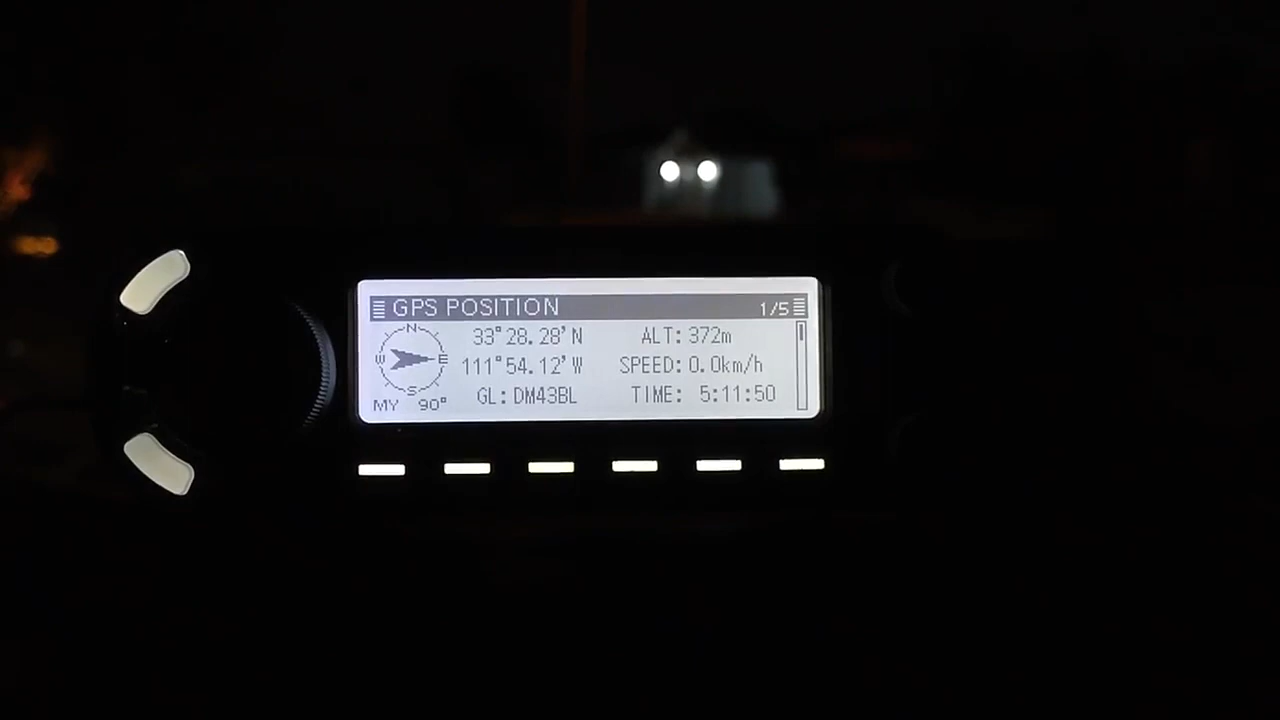 GPS POSITION 1/5
N
W E
S
MY 90°
33°28.28'N
111°54.12'W
GL: DM43BL
ALT: 372m
SPEED: 0.0km/h
TIME: 5:11:50